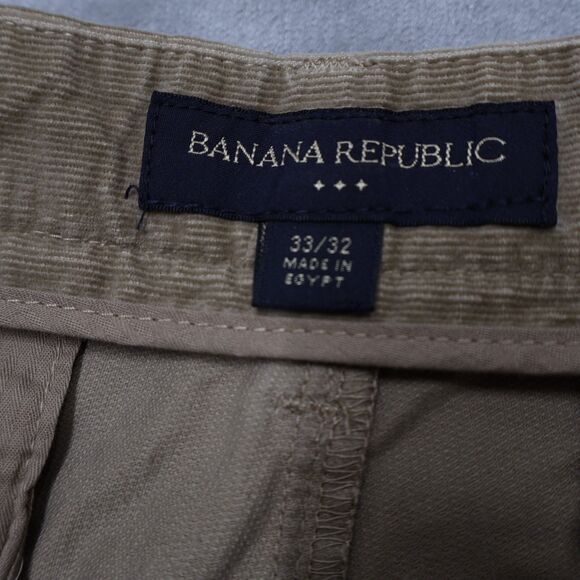 BANANA REPUBLIC
33/32
MADE IN
EGYPT